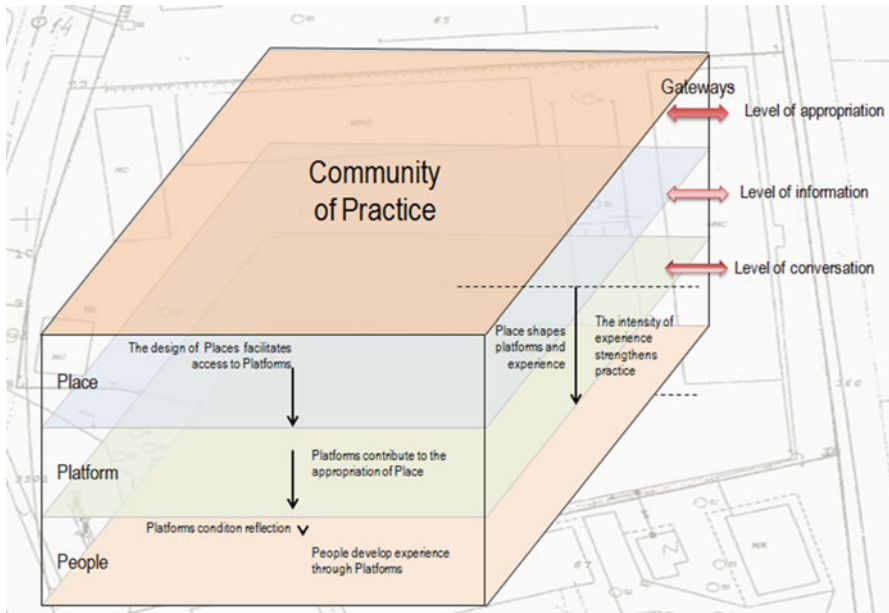 Gateways
Level of appropriation
Community
of Practice
Level of information
Level of conversation
The design of Places facilitates
access to Platforms
Place shapes
platforms and
experience
The intensity of
experience
strengthens
practice
Place
Platforms contribute to the
appropriation of Place
Platform
Platforms conditon reflection
People develop experience
through Platforms
People
65
160